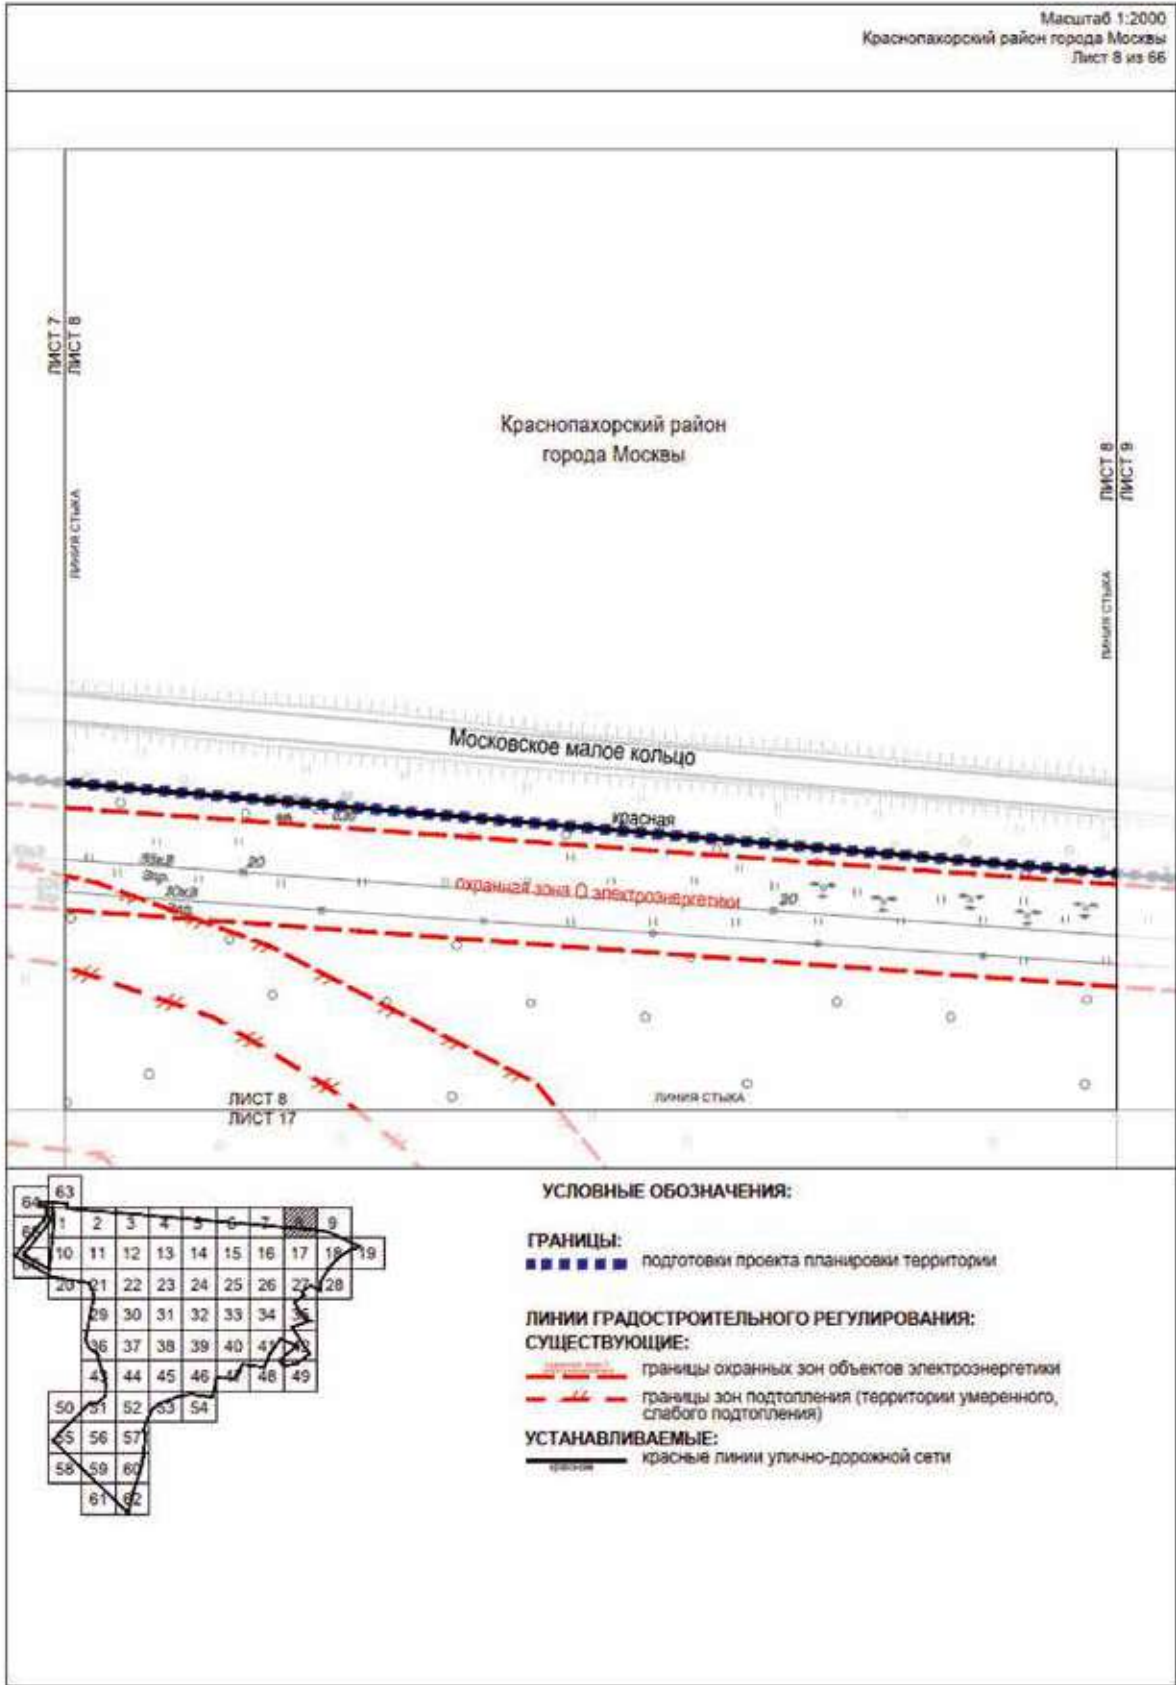 Масштаб 1:2000
Краснопахорский район города Москвы
Лист 8 из 66
ЛИСТ 7
ЛИСТ 8
ЛИНИЯ СТЫКА
Краснопахорский район
города Москвы
ЛИСТ 8
ЛИСТ 9
ЛИНИЯ СТЫКА
Московское малое кольцо
красная
20
охранная зона О электроэнергетики
20
3пр.
10х3
ЛИСТ 8
ЛИСТ 17
ЛИНИЯ СТЫКА
64 63
1 2 3 4 5 6 7 8 9
10 11 12 13 14 15 16 17 18 19
20 21 22 23 24 25 26 27 28
29 30 31 32 33 34 35
36 37 38 39 40 41 42
43 44 45 46 47 48 49
50 51 52 53 54
55 56 57
58 59 60
61 62
УСЛОВНЫЕ ОБОЗНАЧЕНИЯ:
ГРАНИЦЫ:
подготовки проекта планировки территории
ЛИНИИ ГРАДОСТРОИТЕЛЬНОГО РЕГУЛИРОВАНИЯ:
СУЩЕСТВУЮЩИЕ:
границы охранных зон объектов электроэнергетики
границы зон подтопления (территории умеренного,
слабого подтопления)
УСТАНАВЛИВАЕМЫЕ:
красные линии улично-дорожной сети
красная